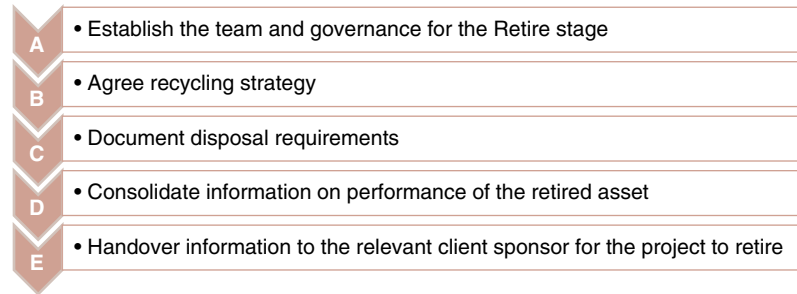 A
• Establish the team and governance for the Retire stage
B
• Agree recycling strategy
C
• Document disposal requirements
D
• Consolidate information on performance of the retired asset
E
• Handover information to the relevant client sponsor for the project to retire